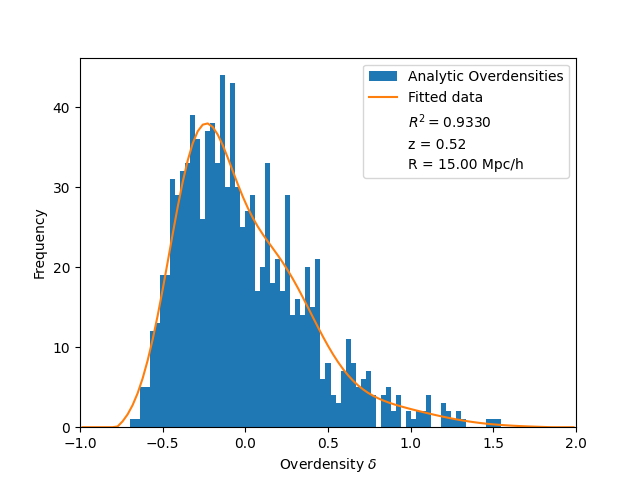 Analytic Overdensities
Fitted data
R² = 0.9330
z = 0.52
R = 15.00 Mpc/h
Frequency
40
30
20
10
0
−1.0 −0.5 0.0 0.5 1.0 1.5 2.0
Overdensity δ